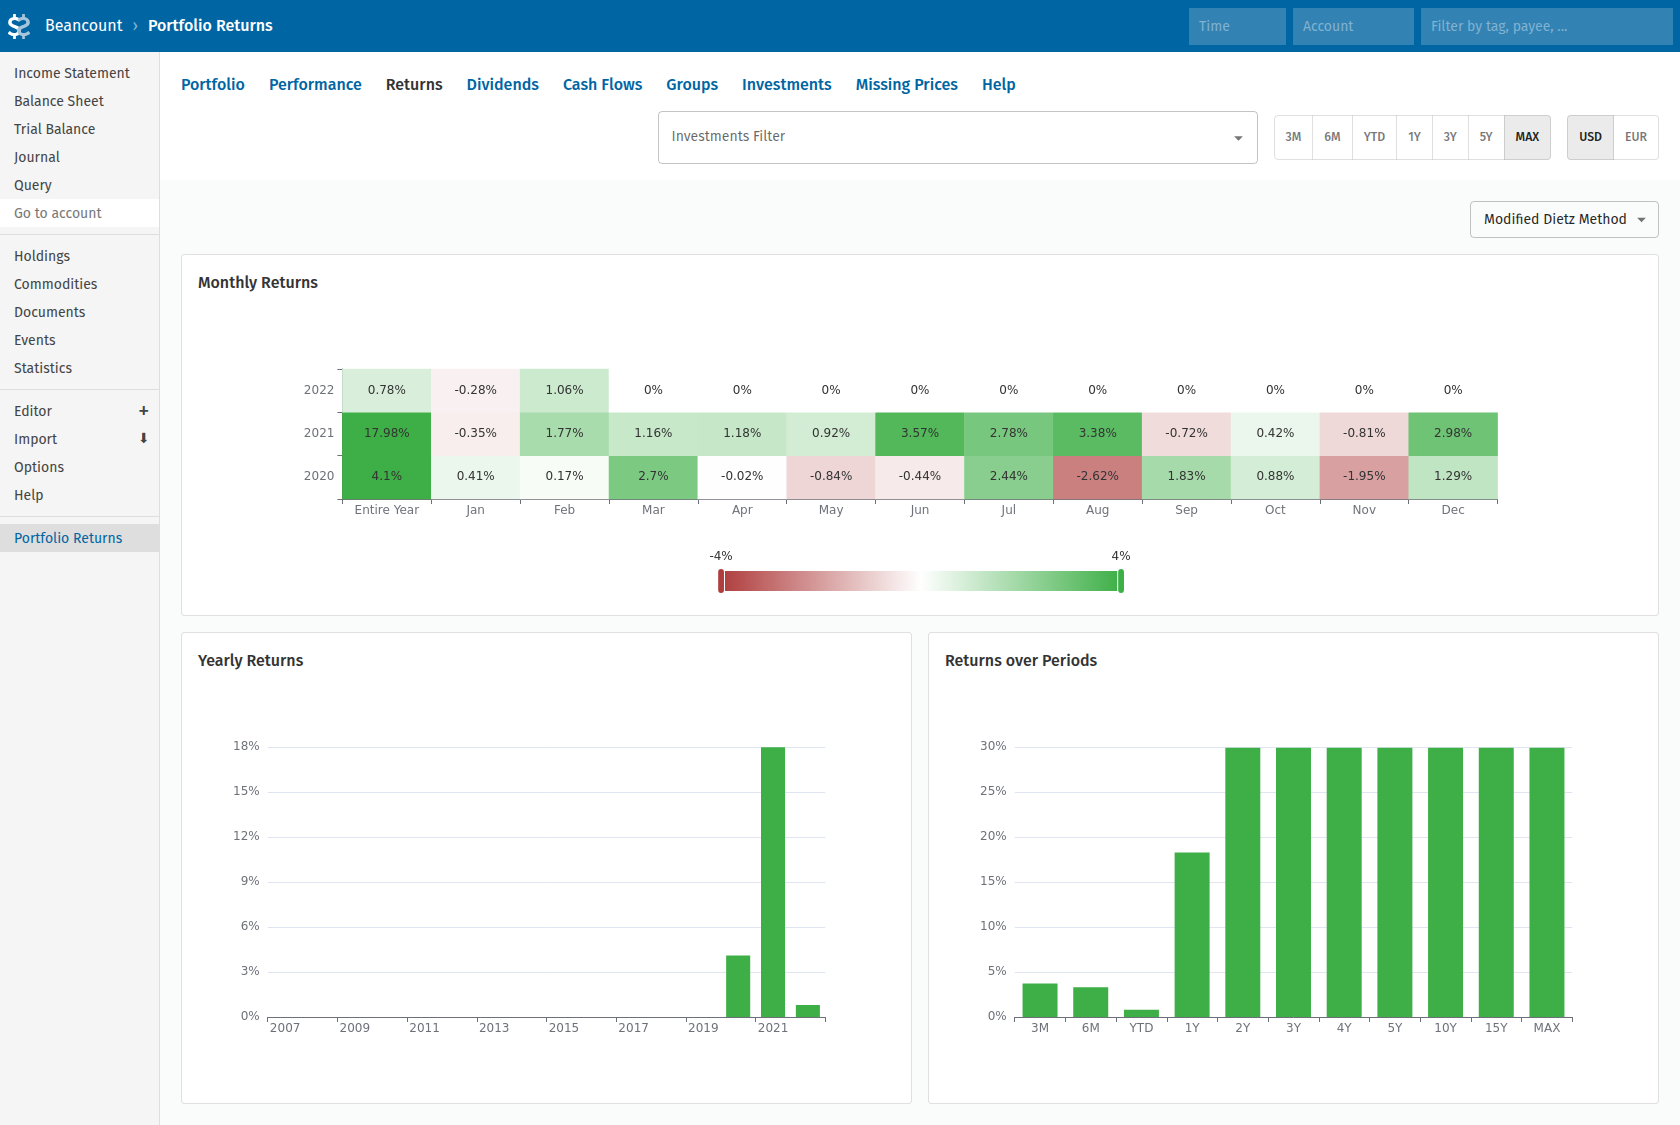 Beancount › Portfolio Returns
Time
Account
Filter by tag, payee, ...
Income Statement
Balance Sheet
Trial Balance
Journal
Query
Go to account
Holdings
Commodities
Documents
Events
Statistics
Editor +
Import
Options
Help
Portfolio Returns
Portfolio Performance Returns Dividends Cash Flows Groups Investments Missing Prices Help
Investments Filter
3M 6M YTD 1Y 3Y 5Y MAX
USD EUR
Modified Dietz Method
Monthly Returns
2022 0.78% -0.28% 1.06% 0% 0% 0% 0% 0% 0% 0% 0% 0% 0%
2021 17.98% -0.35% 1.77% 1.16% 1.18% 0.92% 3.57% 2.78% 3.38% -0.72% 0.42% -0.81% 2.98%
2020 4.1% 0.41% 0.17% 2.7% -0.02% -0.84% -0.44% 2.44% -2.62% 1.83% 0.88% -1.95% 1.29%
Entire Year Jan Feb Mar Apr May Jun Jul Aug Sep Oct Nov Dec
-4% 4%
Yearly Returns
18%
15%
12%
9%
6%
3%
0%
2007 2009 2011 2013 2015 2017 2019 2021
Returns over Periods
30%
25%
20%
15%
10%
5%
0%
3M 6M YTD 1Y 2Y 3Y 4Y 5Y 10Y 15Y MAX